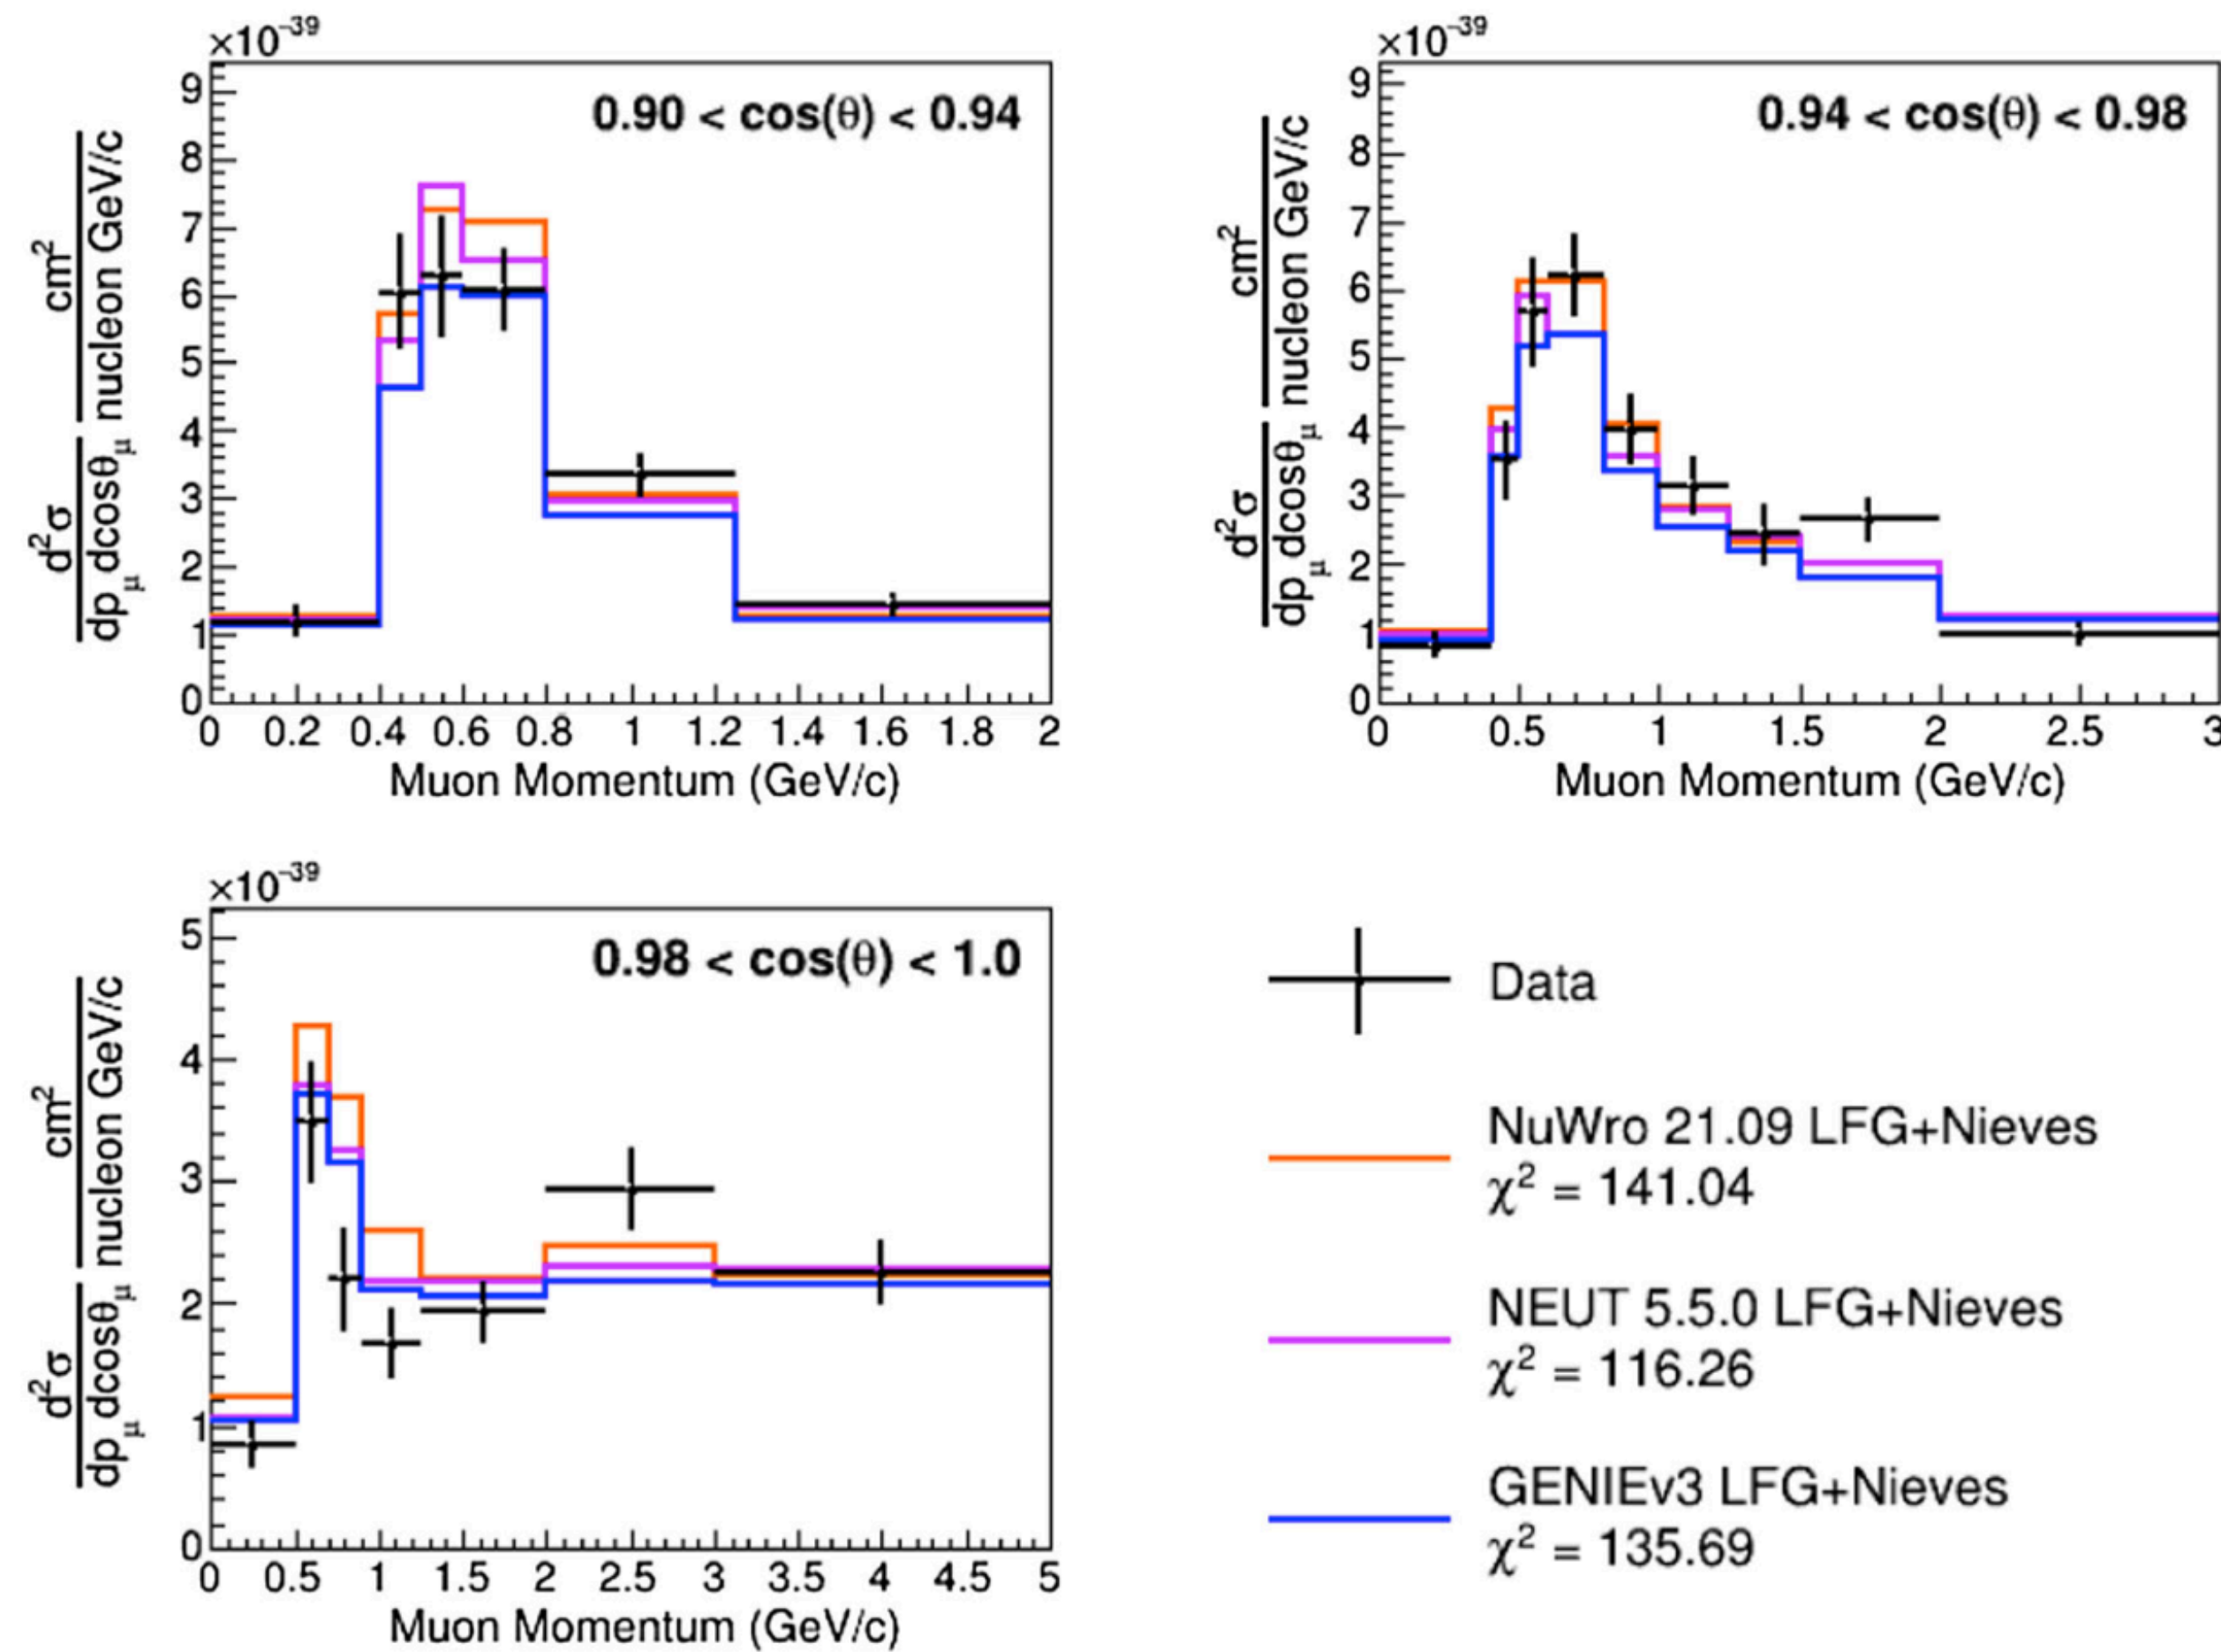 ×10⁻³⁹
0.90 < cos(θ) < 0.94
d²σ / dpμ dcosθμ cm² / nucleon GeV/c
9
8
7
6
5
4
3
2
1
0
0 0.2 0.4 0.6 0.8 1 1.2 1.4 1.6 1.8 2
Muon Momentum (GeV/c)
×10⁻³⁹
0.94 < cos(θ) < 0.98
d²σ / dpμ dcosθμ cm² / nucleon GeV/c
9
8
7
6
5
4
3
2
1
0
0 0.5 1 1.5 2 2.5 3
Muon Momentum (GeV/c)
×10⁻³⁹
0.98 < cos(θ) < 1.0
d²σ / dpμ dcosθμ cm² / nucleon GeV/c
5
4
3
2
1
0
0 0.5 1 1.5 2 2.5 3 3.5 4 4.5 5
Muon Momentum (GeV/c)
Data
NuWro 21.09 LFG+Nieves
χ² = 141.04
NEUT 5.5.0 LFG+Nieves
χ² = 116.26
GENIEv3 LFG+Nieves
χ² = 135.69